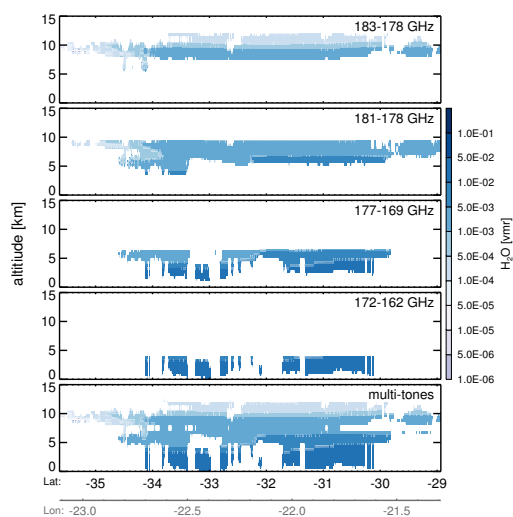 15
183-178 GHz
10
5
0
15
181-178 GHz
10
5
0
15
177-169 GHz
10
5
0
15
172-162 GHz
10
5
0
15
multi-tones
10
5
0
altitiude [km]
1.0E-01
5.0E-02
1.0E-02
5.0E-03
5.0E-04
1.0E-04
5.0E-05
1.0E-05
5.0E-06
1.0E-06
H2O [vmr]
Lat: -35 -34 -33 -32 -31 -30 -29
Lon: -23.0 -22.5 -22.0 -21.5